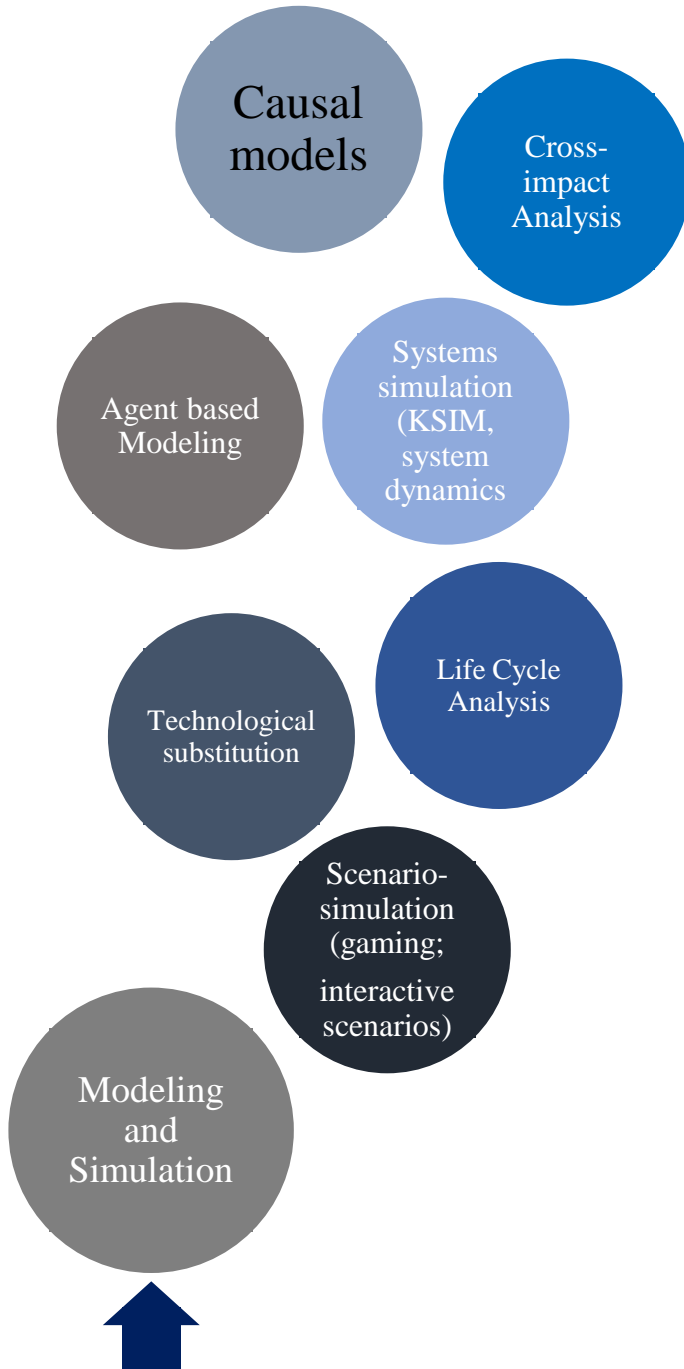 Causal
models
Cross-
impact
Analysis
Agent based
Modeling
Systems
simulation
(KSIM,
system
dynamics
Life Cycle
Analysis
Technological
substitution
Scenario-
simulation
(gaming;
interactive
scenarios)
Modeling
and
Simulation